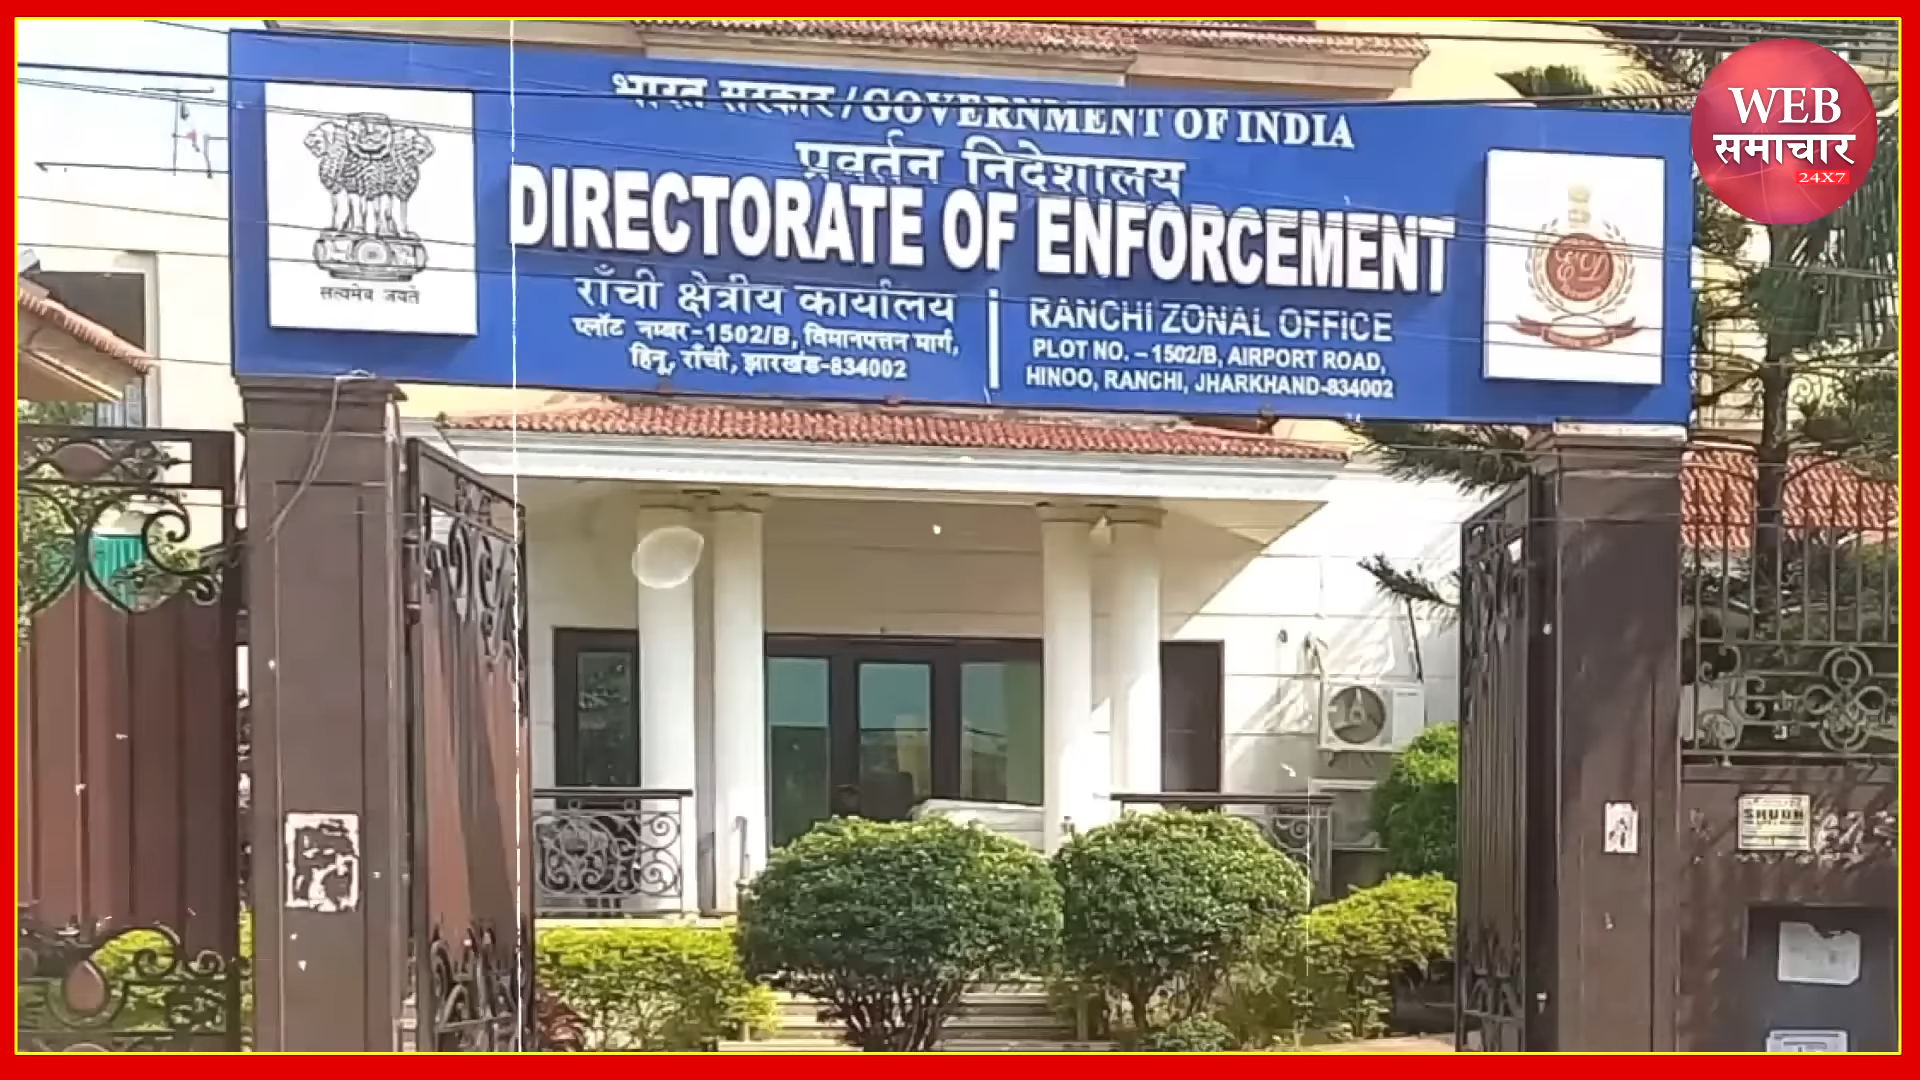 भारत सरकार / GOVERNMENT OF INDIA
प्रवर्तन निदेशालय
DIRECTORATE OF ENFORCEMENT
सत्यमेव जयते
राँची क्षेत्रीय कार्यालय
प्लॉट नम्बर-1502/B, विमानपत्तन मार्ग,
हिनू, राँची, झारखंड-834002
RANCHI ZONAL OFFICE
PLOT NO. – 1502/B, AIRPORT ROAD,
HINOO, RANCHI, JHARKHAND-834002
ED
WEB
समाचार
24X7